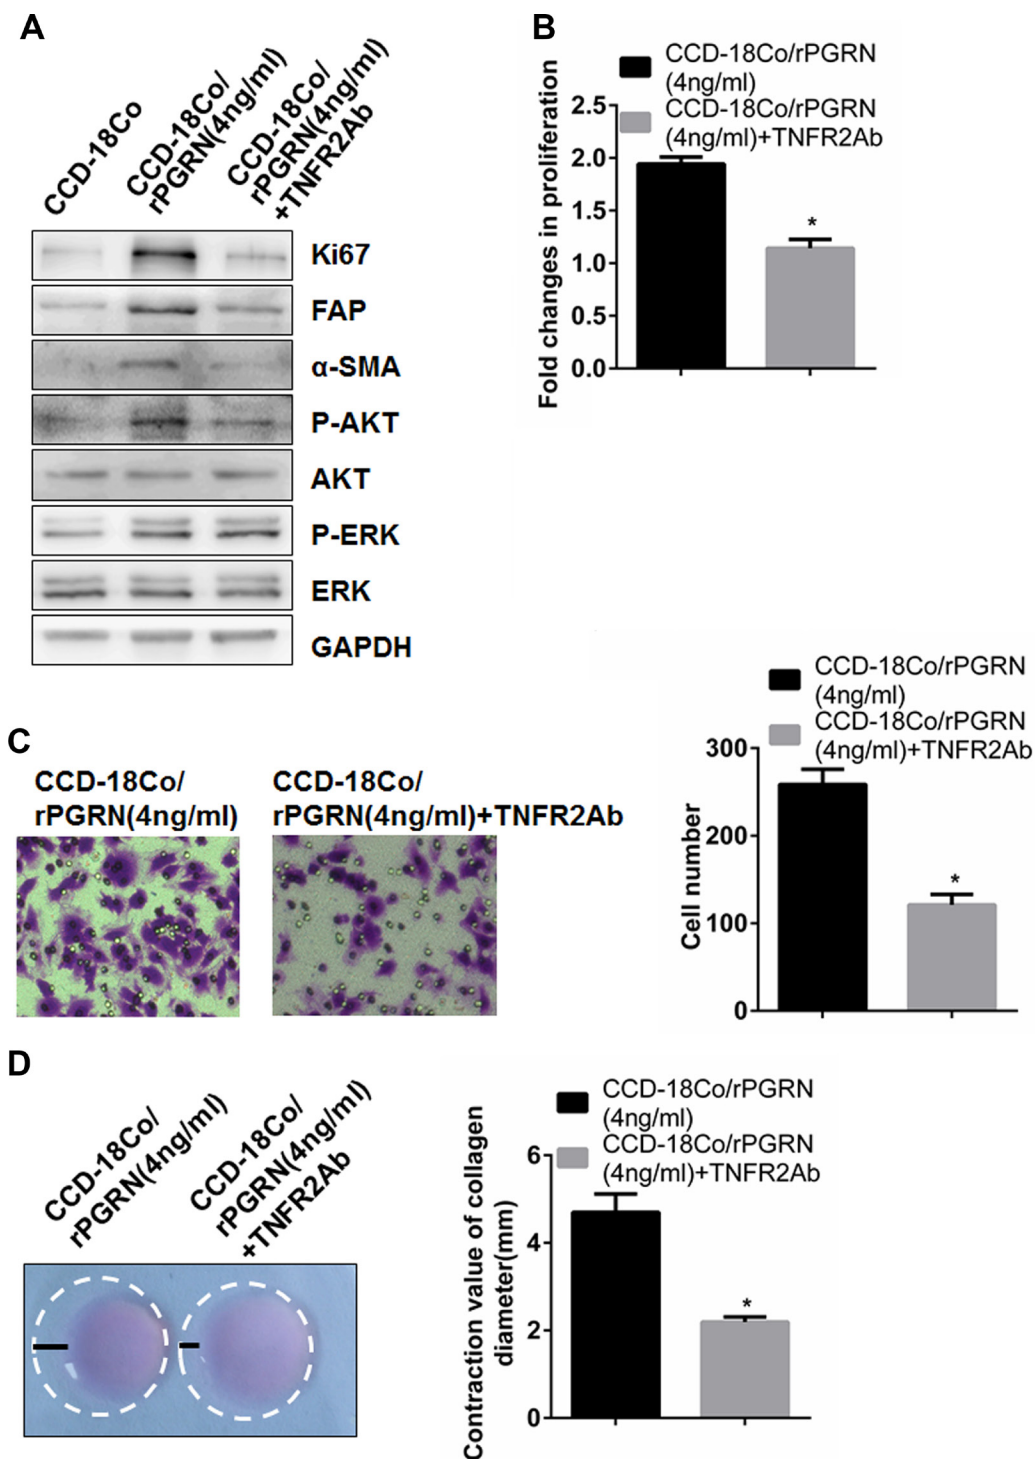 A
CCD-18Co
CCD-18Co/
rPGRN(4ng/ml)
CCD-18Co/
rPGRN(4ng/ml)
+TNFR2Ab
Ki67
FAP
α-SMA
P-AKT
AKT
P-ERK
ERK
GAPDH
B
CCD-18Co/rPGRN
(4ng/ml)
CCD-18Co/rPGRN
(4ng/ml)+TNFR2Ab
Fold changes in proliferation
2.5
2.0
1.5
1.0
0.5
0.0
*
C
CCD-18Co/
rPGRN(4ng/ml)
CCD-18Co/
rPGRN(4ng/ml)+TNFR2Ab
CCD-18Co/rPGRN
(4ng/ml)
CCD-18Co/rPGRN
(4ng/ml)+TNFR2Ab
Cell number
300
200
100
0
*
D
CCD-18Co/
rPGRN(4ng/ml)
CCD-18Co/
rPGRN(4ng/ml)
+TNFR2Ab
CCD-18Co/rPGRN
(4ng/ml)
CCD-18Co/rPGRN
(4ng/ml)+TNFR2Ab
Contraction value of collagen
diameter(mm)
6
4
2
0
*